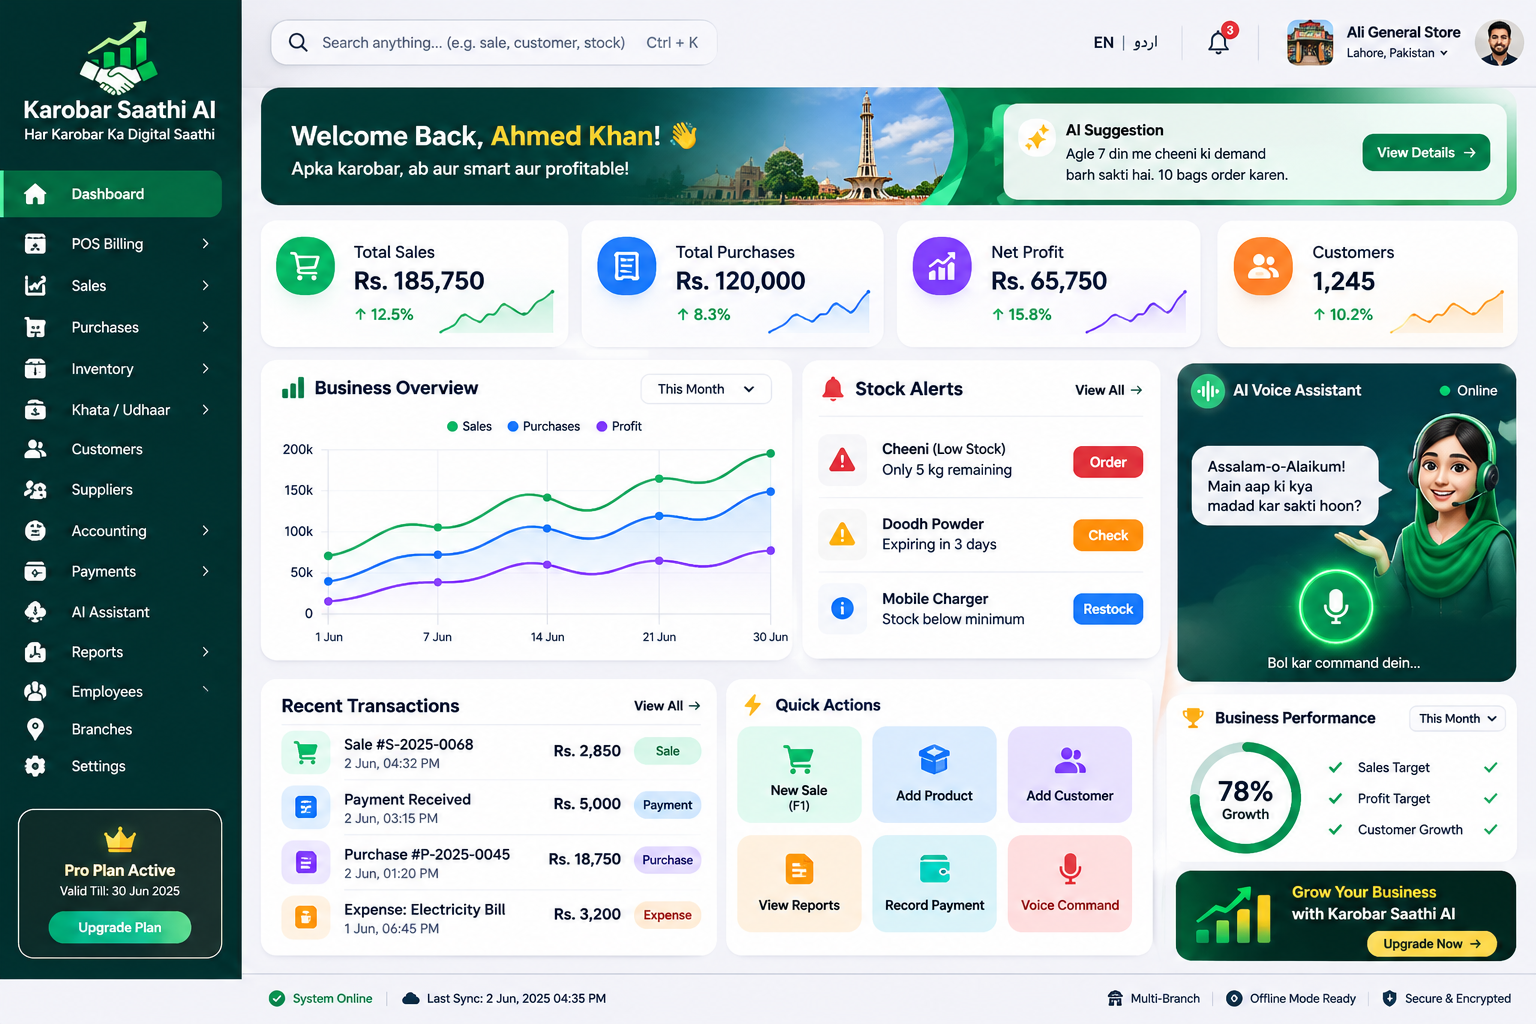 Karobar Saathi AI
Har Karobar Ka Digital Saathi
Dashboard
POS Billing
Sales
Purchases
Inventory
Khata / Udhaar
Customers
Suppliers
Accounting
Payments
AI Assistant
Reports
Employees
Branches
Settings
Pro Plan Active
Valid Till: 30 Jun 2025
Upgrade Plan
Search anything... (e.g. sale, customer, stock) Ctrl + K
EN | اردو
3
Ali General Store
Lahore, Pakistan
Welcome Back, Ahmed Khan! 👋
Apka karobar, ab aur smart aur profitable!
AI Suggestion
Agle 7 din me cheeni ki demand
barh sakti hai. 10 bags order karen.
View Details →
Total Sales
Rs. 185,750
↑ 12.5%
Total Purchases
Rs. 120,000
↑ 8.3%
Net Profit
Rs. 65,750
↑ 15.8%
Customers
1,245
↑ 10.2%
Business Overview
This Month
Sales Purchases Profit
200k
150k
100k
50k
0
1 Jun 7 Jun 14 Jun 21 Jun 30 Jun
Stock Alerts
View All →
Cheeni (Low Stock)
Only 5 kg remaining
Order
Doodh Powder
Expiring in 3 days
Check
Mobile Charger
Stock below minimum
Restock
AI Voice Assistant
Online
Assalam-o-Alaikum!
Main aap ki kya
madad kar sakti hoon?
Bol kar command dein...
Recent Transactions
View All →
Sale #S-2025-0068
2 Jun, 04:32 PM
Rs. 2,850
Sale
Payment Received
2 Jun, 03:15 PM
Rs. 5,000
Payment
Purchase #P-2025-0045
2 Jun, 01:20 PM
Rs. 18,750
Purchase
Expense: Electricity Bill
1 Jun, 06:45 PM
Rs. 3,200
Expense
Quick Actions
New Sale
(F1)
Add Product
Add Customer
View Reports
Record Payment
Voice Command
Business Performance
This Month
78%
Growth
Sales Target
Profit Target
Customer Growth
Grow Your Business
with Karobar Saathi AI
Upgrade Now →
System Online
Last Sync: 2 Jun, 2025 04:35 PM
Multi-Branch
Offline Mode Ready
Secure & Encrypted